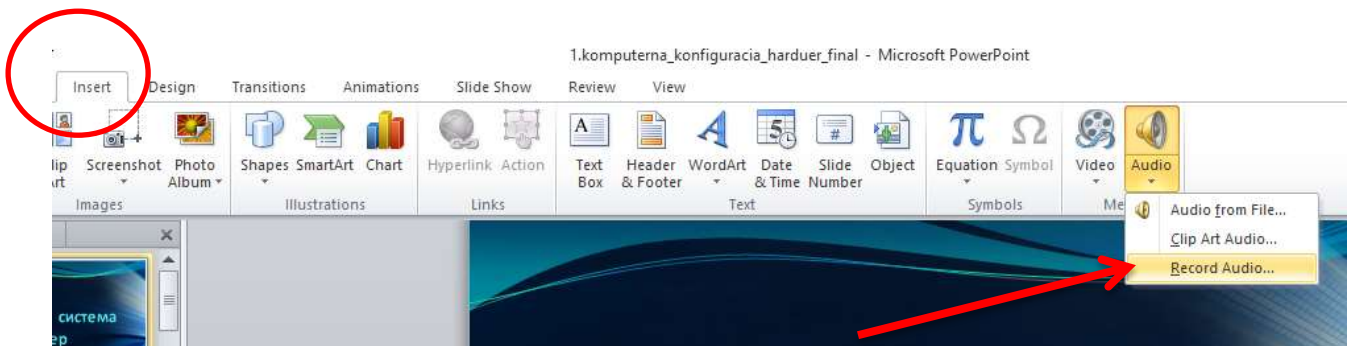 1.komputerna_konfiguracia_harduer_final - Microsoft PowerPoint
Insert Design Transitions Animations Slide Show Review View
Screenshot Photo Album Shapes SmartArt Chart Hyperlink Action Text Box Header & Footer WordArt Date & Time Slide Number Object Equation Symbol Video Audio
Images Illustrations Links Text Symbols
Audio from File...
Clip Art Audio...
Record Audio...
система